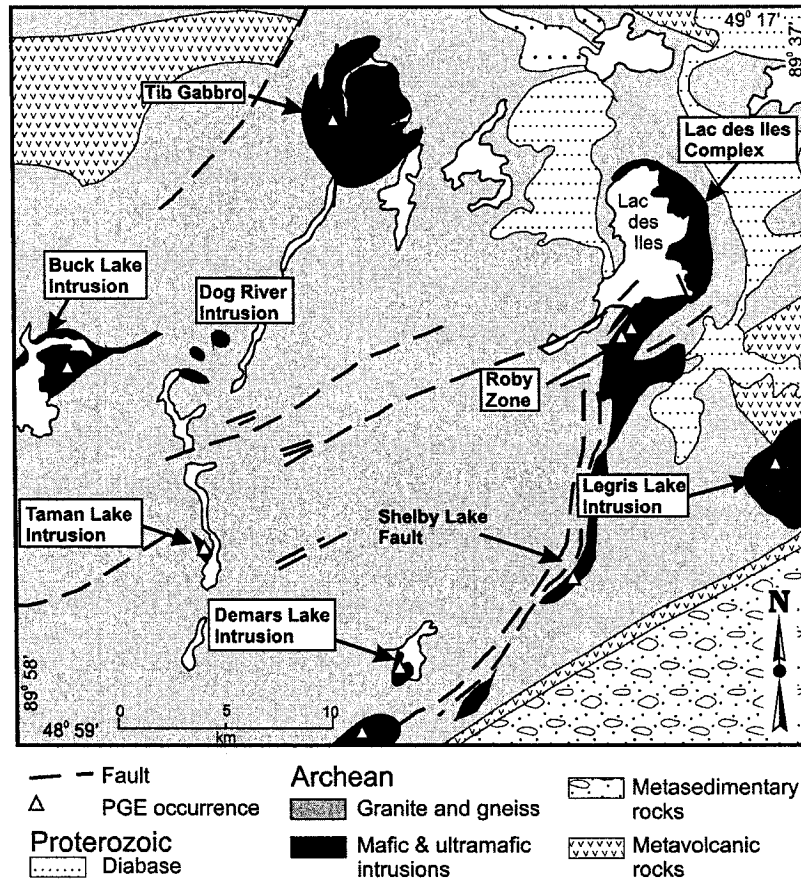 49° 17'
89° 37'
Tib Gabbro
Lac des Iles
Complex
Lac
des
Iles
Buck Lake
Intrusion
Dog River
Intrusion
Roby
Zone
Legris Lake
Intrusion
Taman Lake
Intrusion
Shelby Lake
Fault
Demars Lake
Intrusion
N
89° 58'
48° 59'
0 5 10
km
Fault
PGE occurrence
Proterozoic
Diabase
Archean
Granite and gneiss
Mafic & ultramafic
intrusions
Metasedimentary
rocks
Metavolcanic
rocks